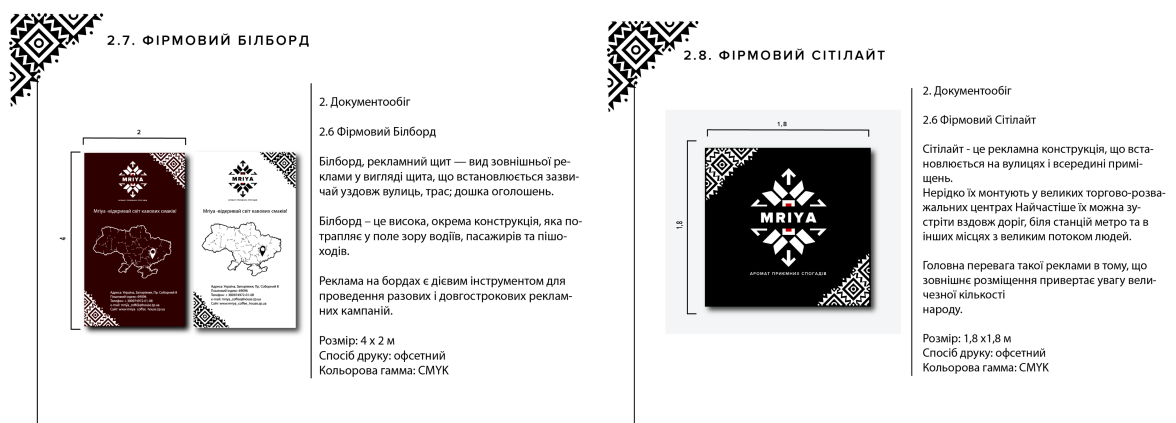 2.7. ФІРМОВИЙ БІЛБОРД
2
4
MRIYA
Mriya -відкривай світ кавових смаків!
MRIYA
Mriya -відкривай світ кавових смаків!
2. Документообіг
2.6 Фірмовий Білборд
Білборд, рекламний щит — вид зовнішньої ре-
клами у вигляді щита, що встановлюється зазви-
чай уздовж вулиць, трас; дошка оголошень.
Білборд – це висока, окрема конструкція, яка по-
трапляє у поле зору водіїв, пасажирів та пішо-
ходів.
Реклама на бордах є дієвим інструментом для
проведення разових і довгострокових реклам-
них кампаній.
Розмір: 4 х 2 м
Спосіб друку: офсетний
Кольорова гамма: CMYK
2.8. ФІРМОВИЙ СІТІЛАЙТ
1,8
1,8
MRIYA
АРОМАТ ПРИЄМНИХ СПОГАДІВ
2. Документообіг
2.6 Фірмовий Сітілайт
Сітілайт - це рекламна конструкція, що вста-
новлюється на вулицях і всередині примі-
щень.
Нерідко їх монтують у великих торгово-розва-
жальних центрах Найчастіше їх можна зу-
стріти вздовж доріг, біля станцій метро та в
інших місцях з великим потоком людей.
Головна перевага такої реклами в тому, що
зовнішнє розміщення привертає увагу вели-
чезної кількості
народу.
Розмір: 1,8 х1,8 м
Спосіб друку: офсетний
Кольорова гамма: CMYK